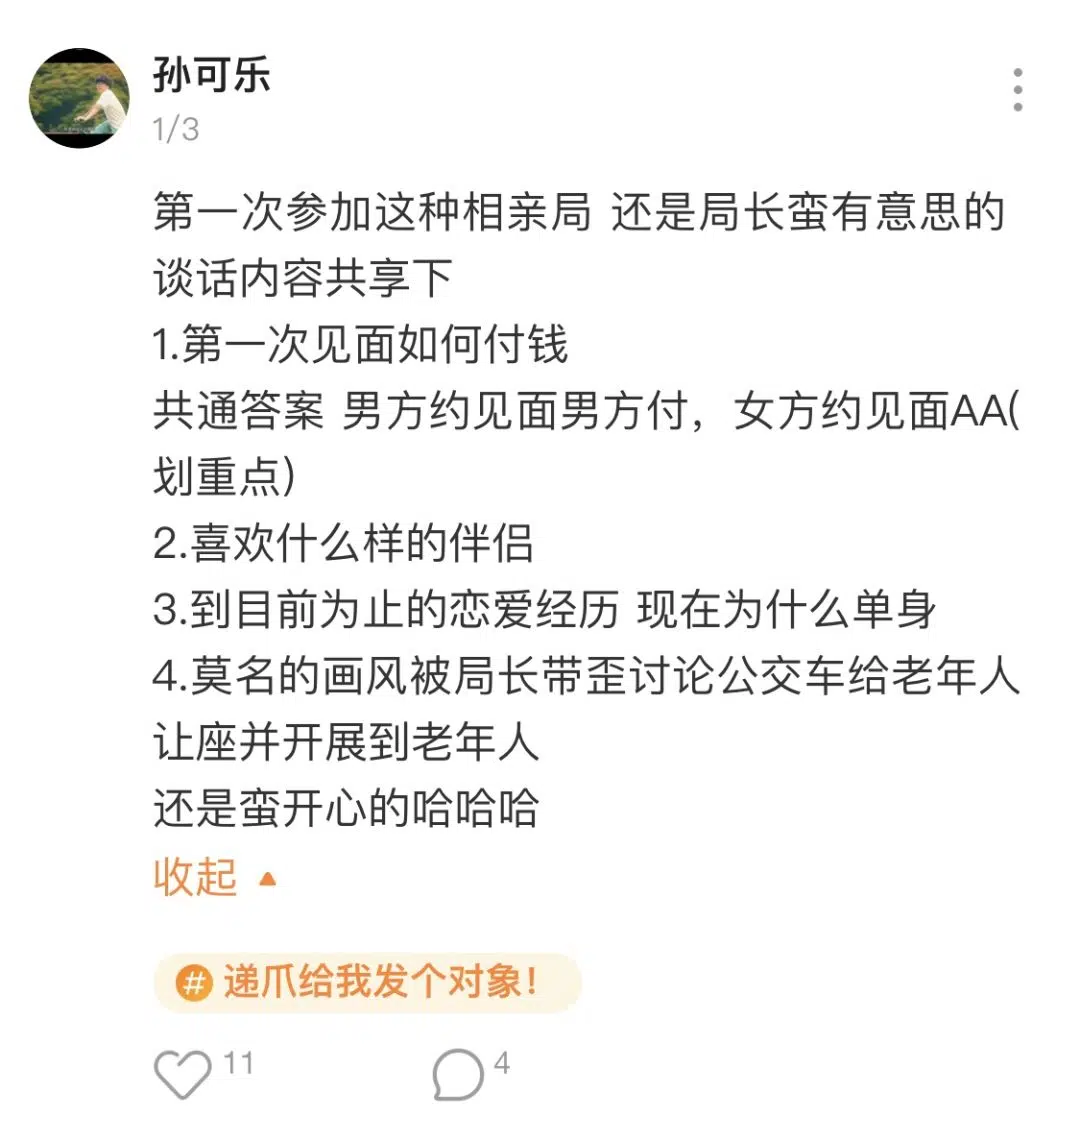 孙可乐
1/3
第一次参加这种相亲局 还是局长蛮有意思的
谈话内容共享下
1.第一次见面如何付钱
共通答案 男方约见面男方付，女方约见面AA(
划重点)
2.喜欢什么样的伴侣
3.到目前为止的恋爱经历 现在为什么单身
4.莫名的画风被局长带歪讨论公交车给老年人
让座并开展到老年人
还是蛮开心的哈哈哈
收起 ▲
# 递爪给我发个对象！
11 4